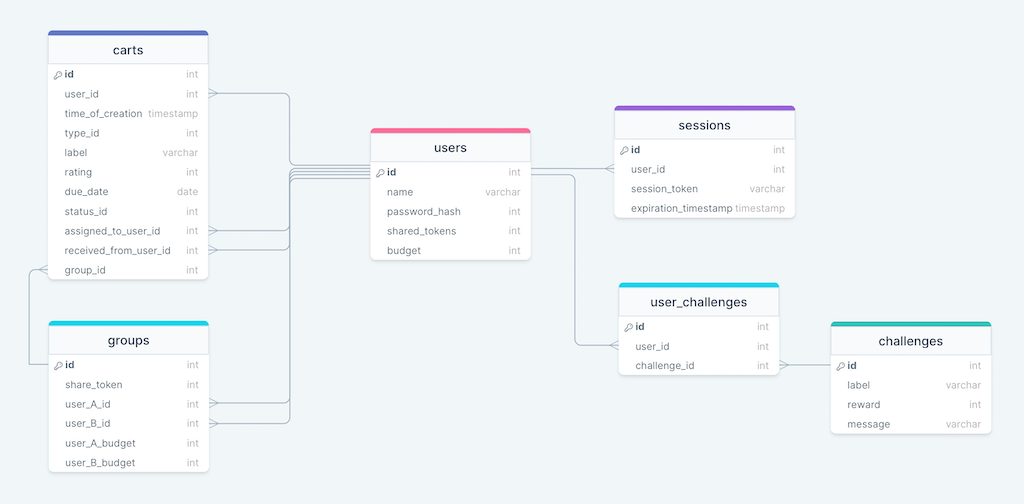 carts
id int
user_id int
time_of_creation timestamp
type_id int
label varchar
rating int
due_date date
status_id int
assigned_to_user_id int
received_from_user_id int
group_id int
groups
id int
share_token int
user_A_id int
user_B_id int
user_A_budget int
user_B_budget int
users
id int
name varchar
password_hash int
shared_tokens int
budget int
sessions
id int
user_id int
session_token varchar
expiration_timestamp timestamp
user_challenges
id int
user_id int
challenge_id int
challenges
id int
label varchar
reward int
message varchar